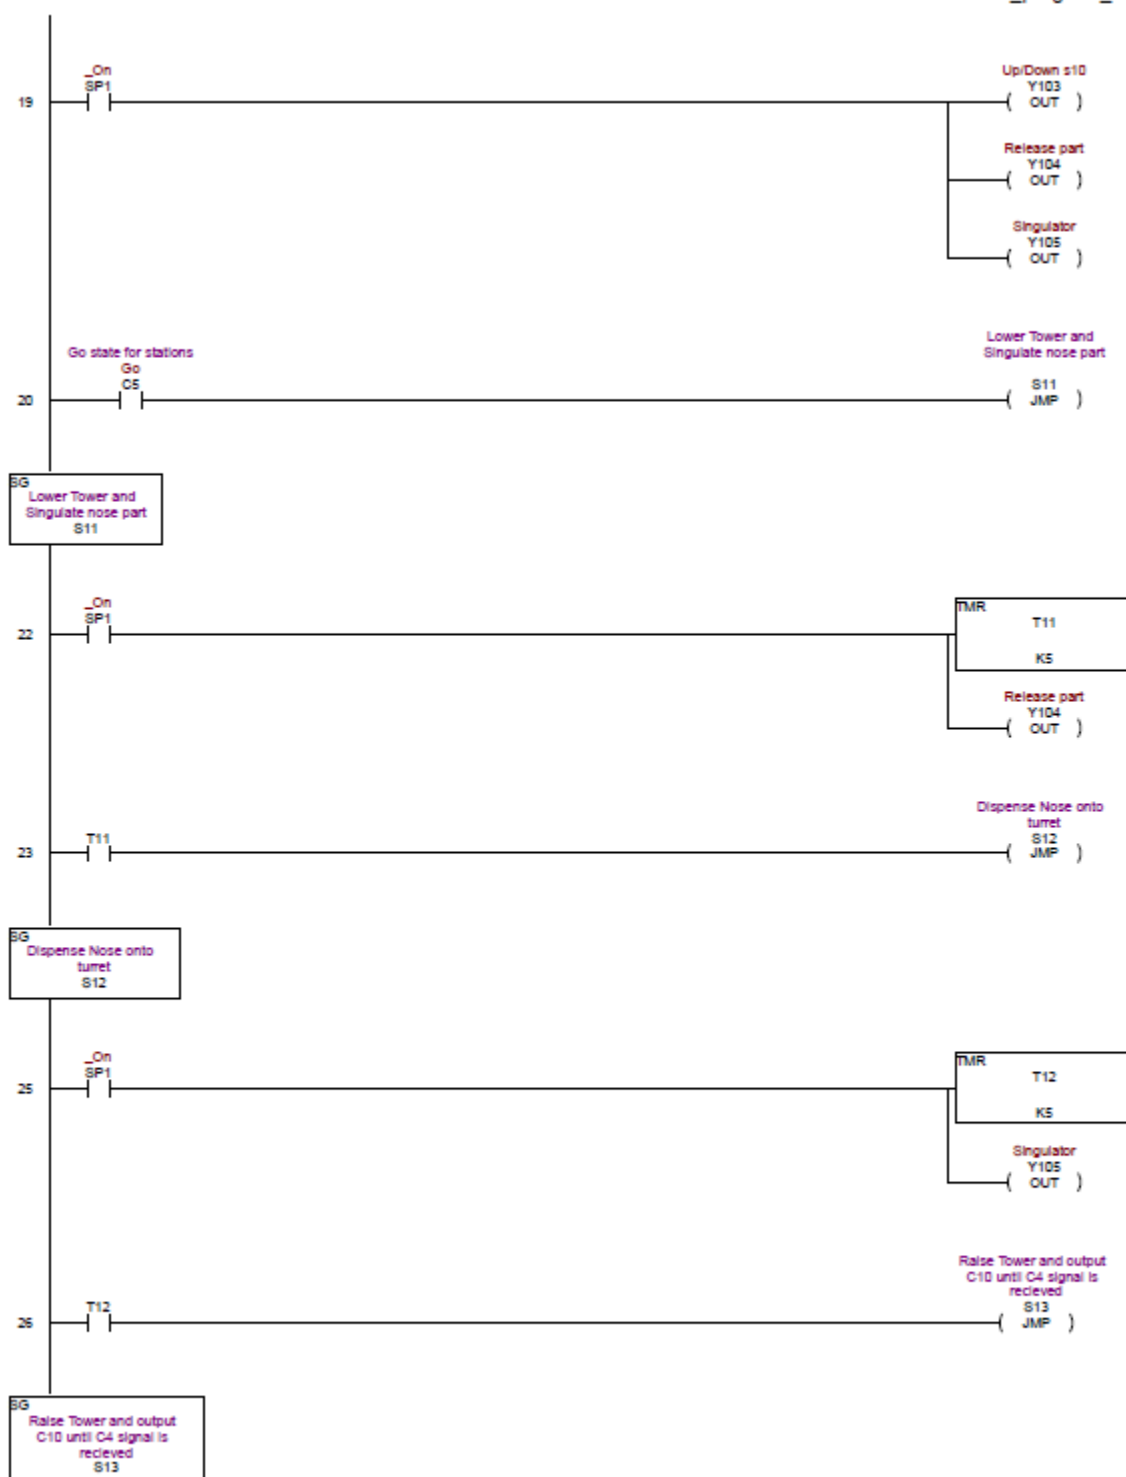 _On
SP1
19
Up/Down s10
Y103
OUT
Release part
Y104
OUT
Singulator
Y105
OUT
Go state for stations
Go
C5
20
Lower Tower and
Singulate nose part
S11
JMP
SG
Lower Tower and
Singulate nose part
S11
_On
SP1
22
TMR
T11
K5
Release part
Y104
OUT
T11
23
Dispense Nose onto
turret
S12
JMP
SG
Dispense Nose onto
turret
S12
_On
SP1
25
TMR
T12
K5
Singulator
Y105
OUT
T12
26
Raise Tower and output
C10 until C4 signal is
recieved
S13
JMP
SG
Raise Tower and output
C10 until C4 signal is
recieved
S13